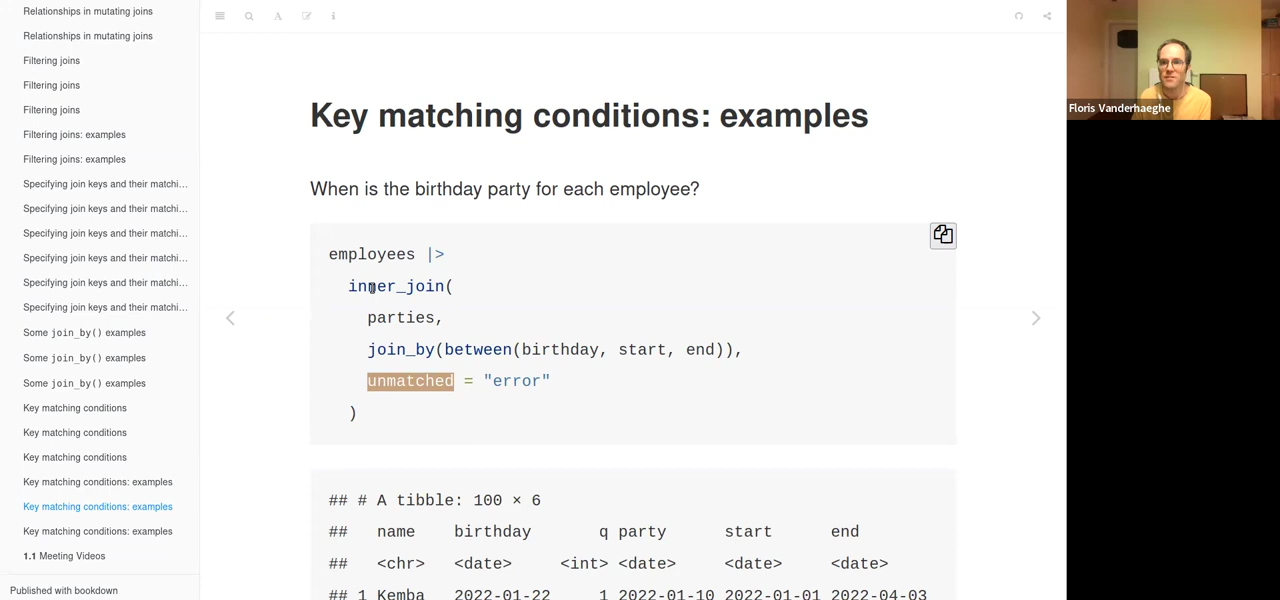 Relationships in mutating joins
Relationships in mutating joins
Filtering joins
Filtering joins
Filtering joins
Filtering joins: examples
Filtering joins: examples
Specifying join keys and their matchi...
Specifying join keys and their matchi...
Specifying join keys and their matchi...
Specifying join keys and their matchi...
Specifying join keys and their matchi...
Specifying join keys and their matchi...
Some join_by() examples
Some join_by() examples
Some join_by() examples
Key matching conditions
Key matching conditions
Key matching conditions
Key matching conditions: examples
Key matching conditions: examples
Key matching conditions: examples
1.1 Meeting Videos
Published with bookdown
Key matching conditions: examples
When is the birthday party for each employee?
employees |>
inner_join(
parties,
join_by(between(birthday, start, end)),
unmatched = "error"
)
## # A tibble: 100 × 6
## name birthday q party start end
## <chr> <date> <int> <date> <date> <date>
## 1 Kemba 2022-01-22 1 2022-01-10 2022-01-01 2022-04-03
Floris Vanderhaeghe